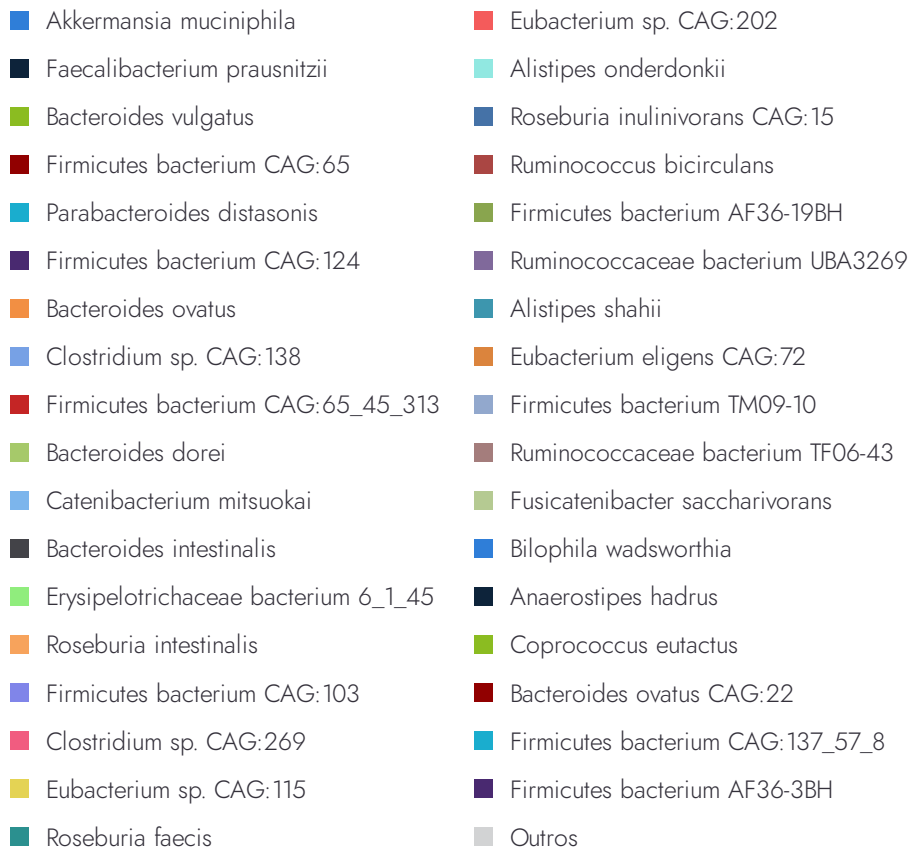 Akkermansia muciniphila
Faecalibacterium prausnitzii
Bacteroides vulgatus
Firmicutes bacterium CAG:65
Parabacteroides distasonis
Firmicutes bacterium CAG:124
Bacteroides ovatus
Clostridium sp. CAG:138
Firmicutes bacterium CAG:65_45_313
Bacteroides dorei
Catenibacterium mitsuokai
Bacteroides intestinalis
Erysipelotrichaceae bacterium 6_1_45
Roseburia intestinalis
Firmicutes bacterium CAG:103
Clostridium sp. CAG:269
Eubacterium sp. CAG:115
Roseburia faecis
Eubacterium sp. CAG:202
Alistipes onderdonkii
Roseburia inulinivorans CAG:15
Ruminococcus bicirculans
Firmicutes bacterium AF36-19BH
Ruminococcaceae bacterium UBA3269
Alistipes shahii
Eubacterium eligens CAG:72
Firmicutes bacterium TM09-10
Ruminococcaceae bacterium TF06-43
Fusicatenibacter saccharivorans
Bilophila wadsworthia
Anaerostipes hadrus
Coprococcus eutactus
Bacteroides ovatus CAG:22
Firmicutes bacterium CAG:137_57_8
Firmicutes bacterium AF36-3BH
Outros